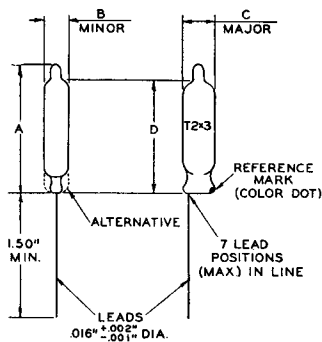 B
MINOR
C
MAJOR
A
D
T2×3
REFERENCE
MARK
(COLOR DOT)
ALTERNATIVE
1.50"
MIN.
7 LEAD
POSITIONS
(MAX) IN LINE
LEADS
.016" +.002" -.001" DIA.